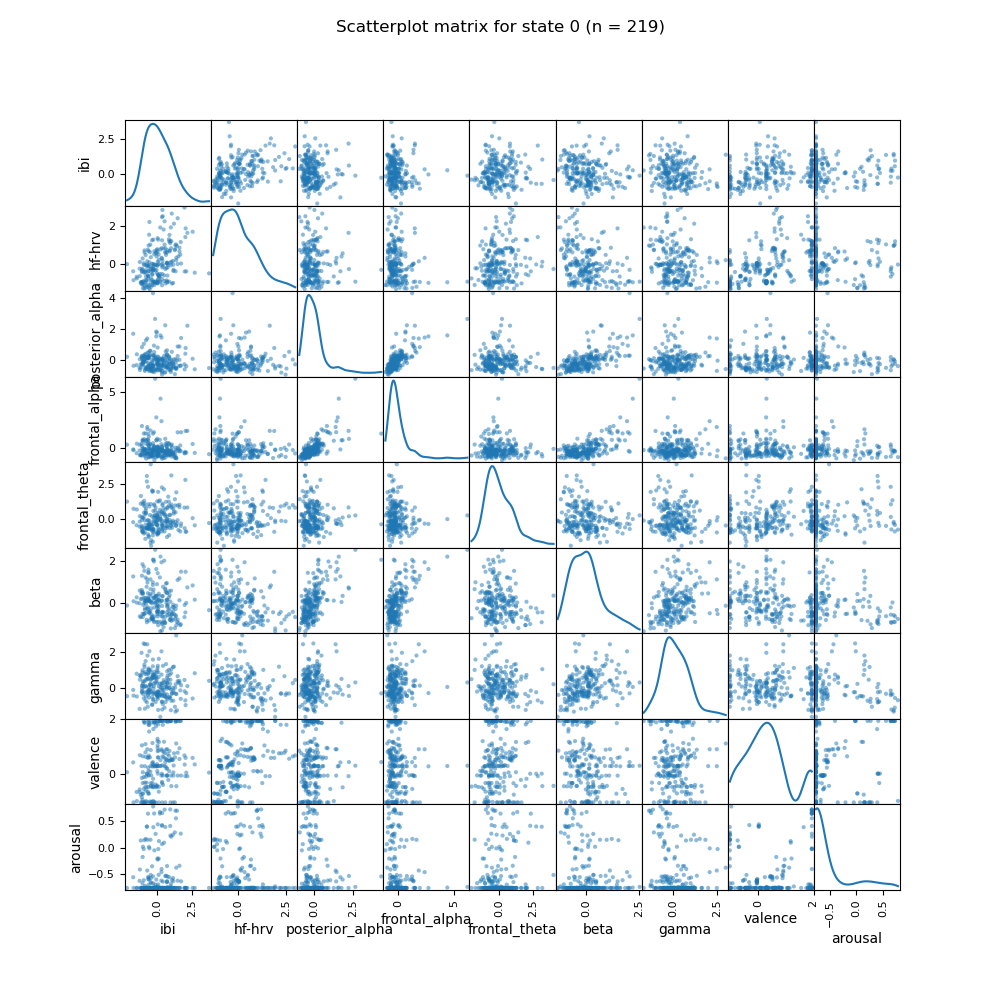 Scatterplot matrix for state 0 (n = 219)
ibi
2.5
0.0
hf-hrv
2
0
posterior_alpha
4
2
0
frontal_alpha
5
0
frontal_theta
2.5
0.0
beta
2
0
gamma
2
0
valence
2
0
arousal
0.5
0.0
−0.5
0.0 2.5 0.0 2.5 0.0 2.5 0 5 0.0 2.5 0.0 2.5 0.0 2.5 0 2 −0.5 0.0 0.5
ibi hf-hrv posterior_alpha frontal_alpha frontal_theta beta gamma valence arousal